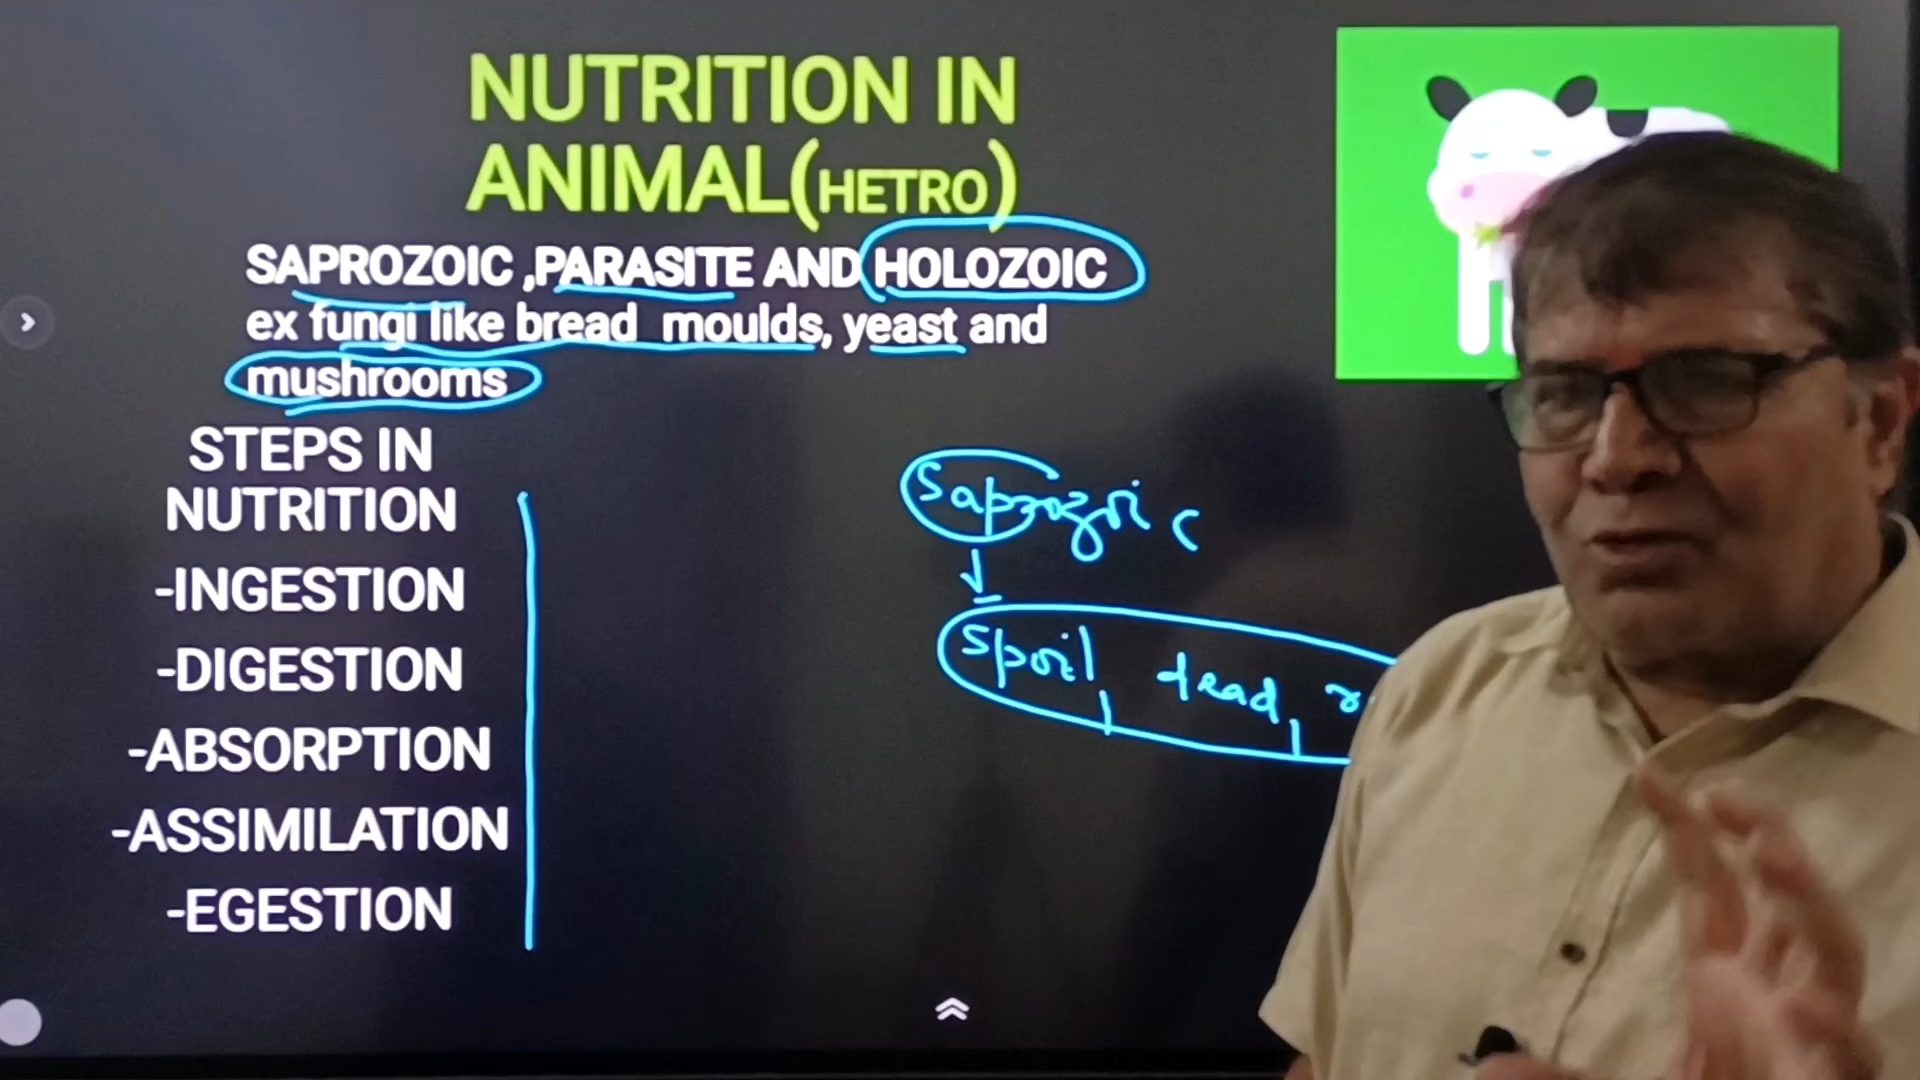 NUTRITION IN
ANIMAL(HETRO)
SAPROZOIC ,PARASITE AND HOLOZOIC
ex fungi like bread moulds, yeast and
mushrooms
STEPS IN
NUTRITION
-INGESTION
-DIGESTION
-ABSORPTION
-ASSIMILATION
-EGESTION
Saprozoic
Spoil, dead,